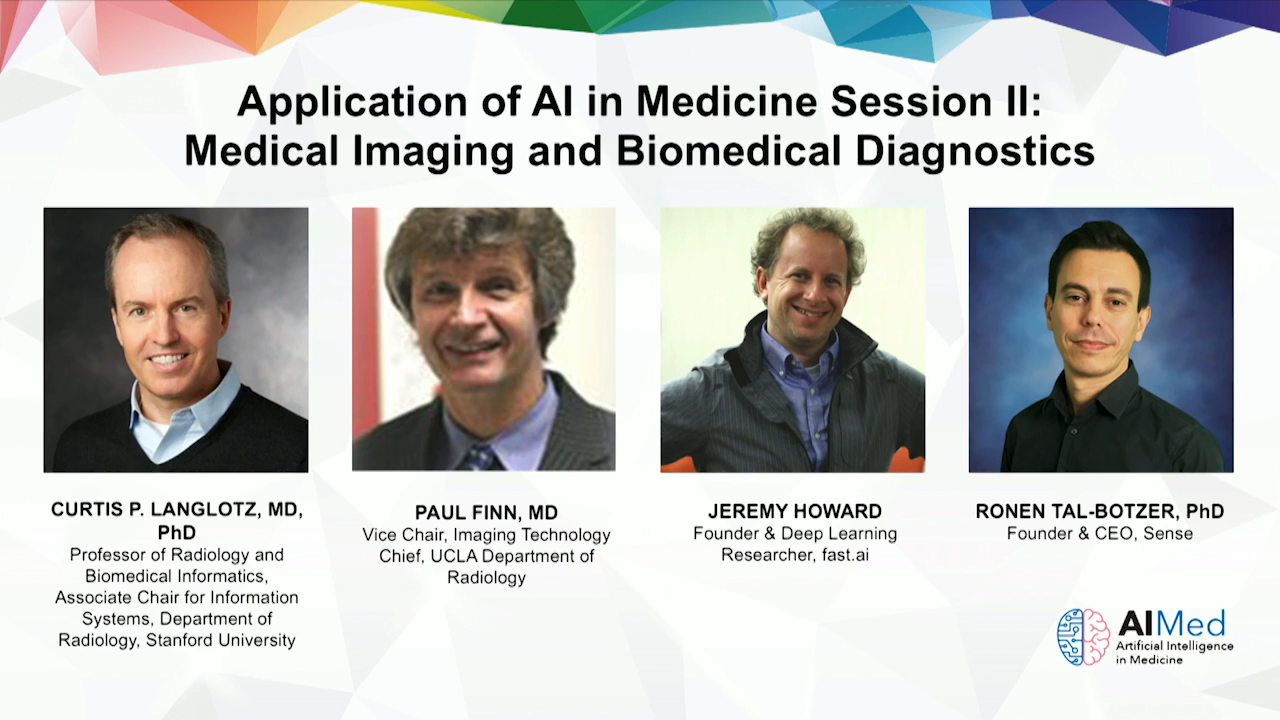 Application of AI in Medicine Session II:
Medical Imaging and Biomedical Diagnostics
CURTIS P. LANGLOTZ, MD,
PhD
Professor of Radiology and
Biomedical Informatics,
Associate Chair for Information
Systems, Department of
Radiology, Stanford University
PAUL FINN, MD
Vice Chair, Imaging Technology
Chief, UCLA Department of
Radiology
JEREMY HOWARD
Founder & Deep Learning
Researcher, fast.ai
RONEN TAL-BOTZER, PhD
Founder & CEO, Sense
AIMed
Artificial Intelligence
in Medicine